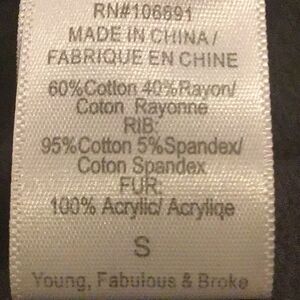 RN#106691
MADE IN CHINA/
FABRIQUE EN CHINE
60%Cotton 40%Rayon/
Coton Rayonne
RIB:
95%Cotton 5%Spandex/
Coton Spandex
FUR:
100% Acrylic/ Acryliqe
S
Young, Fabulous & Broke